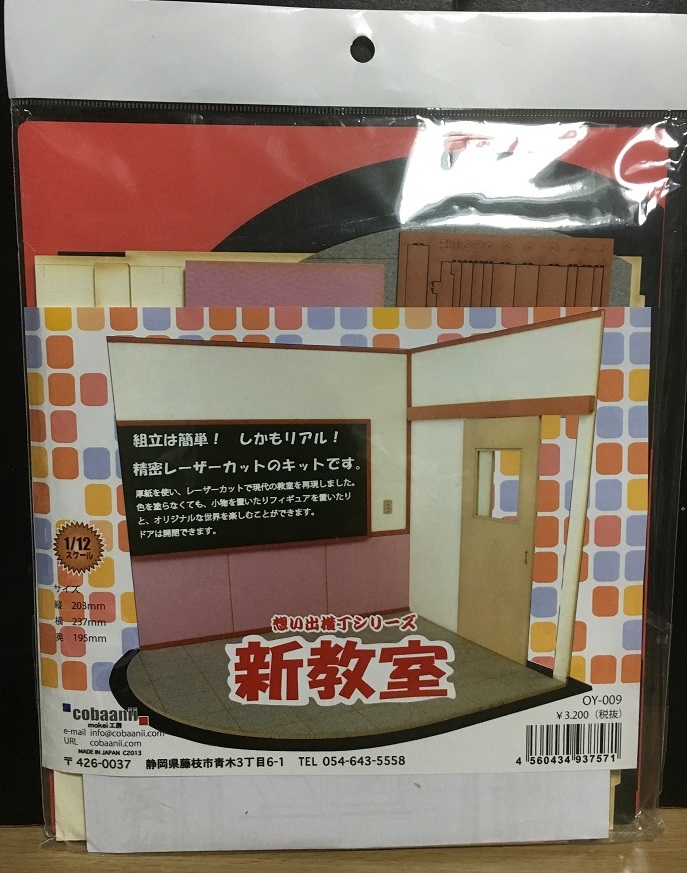 組立は簡単！　しかもリアル！
精密レーザーカットのキットです。
厚紙を使い、レーザーカットで現代の教室を再現しました。
色を塗らなくても、小物を置いたりフィギュアを置いたり
と、オリジナルな世界を楽しむことができます。
ドアは開閉できます。
1/12
スケール
サイズ
縦　203mm
横　237mm
奥　195mm
想い出横丁シリーズ
新教室
OY-009
￥3.200（税抜）
4 560434 937571
cobaanii
mokei工房
e-mail info@cobaanii.com
URL cobaanii.com
MADE IN JAPAN C2013
〒426-0037　静岡県藤枝市青木3丁目6-1　TEL 054-643-5558